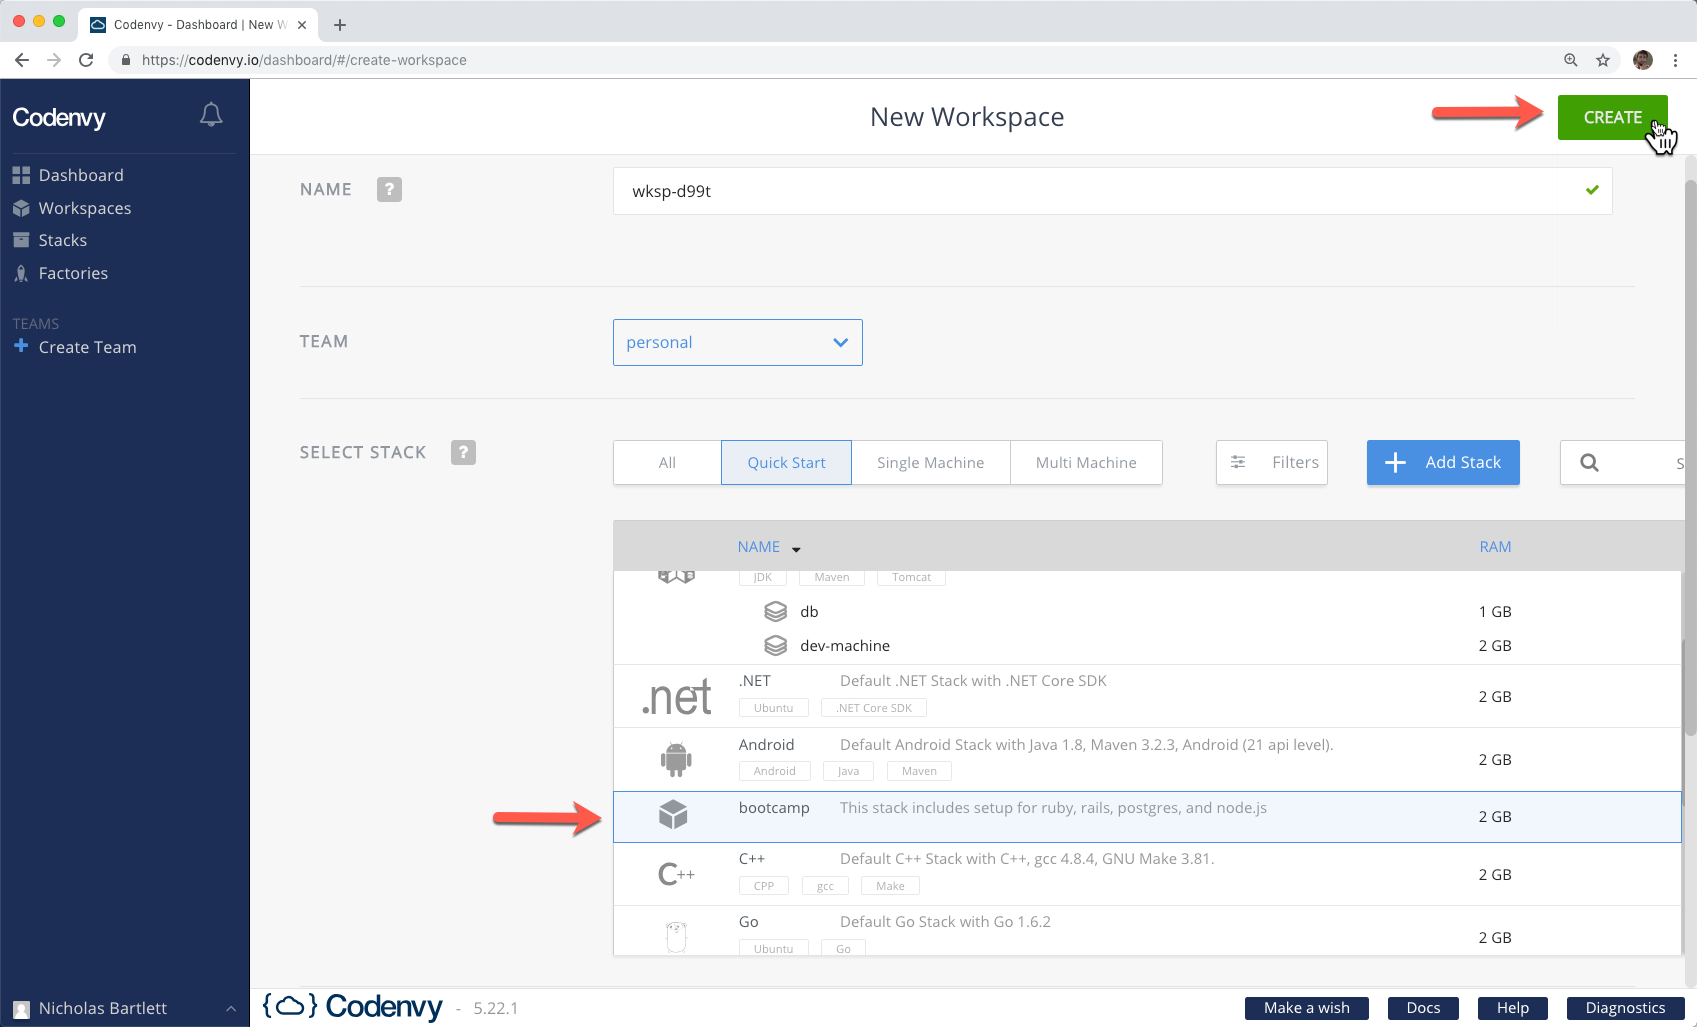 Codenvy - Dashboard | New W
https://codenvy.io/dashboard/#/create-workspace
Codenvy
Dashboard
Workspaces
Stacks
Factories
TEAMS
Create Team
Nicholas Bartlett
New Workspace
CREATE
NAME ?
wksp-d99t
TEAM
personal
SELECT STACK ?
All Quick Start Single Machine Multi Machine Filters Add Stack S
NAME RAM
JDK Maven Tomcat
db 1 GB
dev-machine 2 GB
.net .NET Default .NET Stack with .NET Core SDK 2 GB
Ubuntu .NET Core SDK
Android Default Android Stack with Java 1.8, Maven 3.2.3, Android (21 api level). 2 GB
Android Java Maven
bootcamp This stack includes setup for ruby, rails, postgres, and node.js 2 GB
C++ C++ Default C++ Stack with C++, gcc 4.8.4, GNU Make 3.81. 2 GB
CPP gcc Make
Go Default Go Stack with Go 1.6.2 2 GB
Ubuntu Go
{ } Codenvy - 5.22.1
Make a wish Docs Help Diagnostics